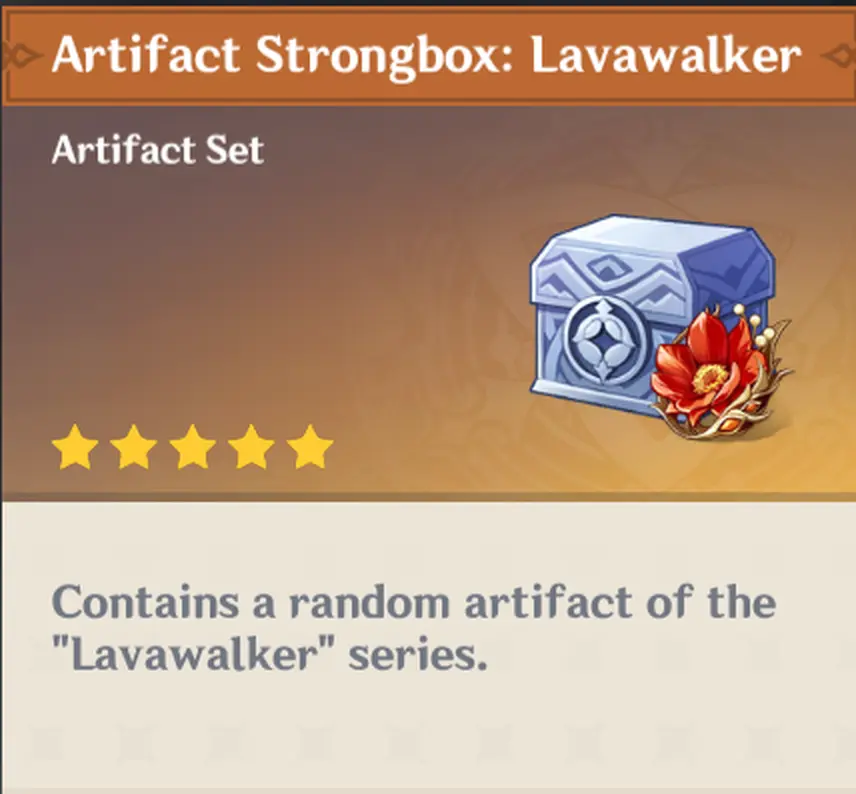 Artifact Strongbox: Lavawalker
Artifact Set
Contains a random artifact of the
"Lavawalker" series.